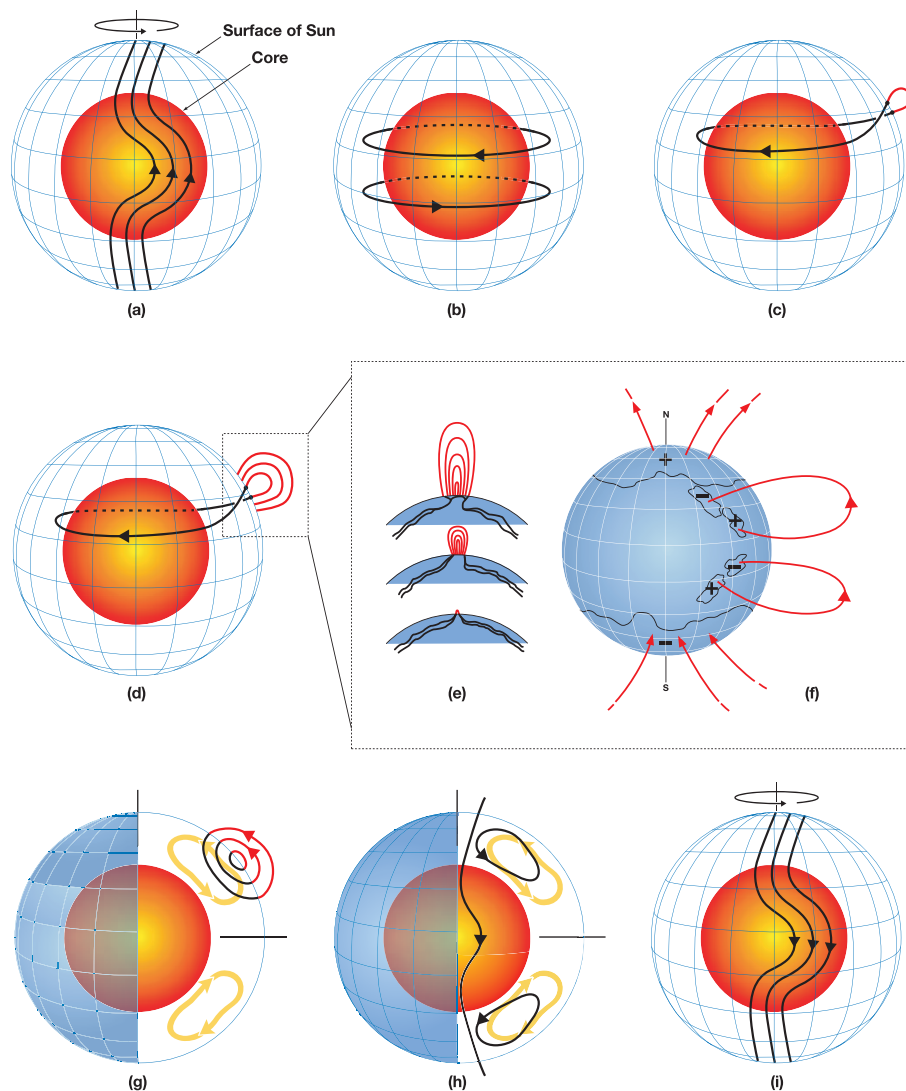 Surface of Sun
Core
(a)
(b)
(c)
(d)
(e)
N
+
−
+
−
+
−
S
(f)
(g)
(h)
(i)